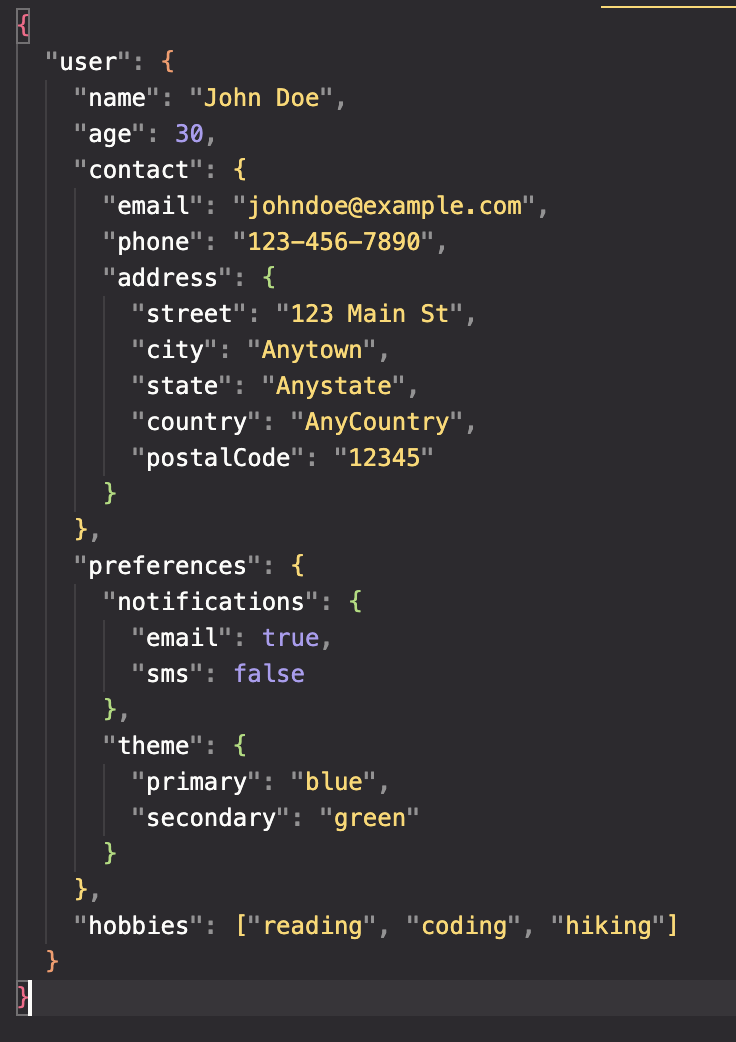 {
  "user": {
    "name": "John Doe",
    "age": 30,
    "contact": {
      "email": "johndoe@example.com",
      "phone": "123-456-7890",
      "address": {
        "street": "123 Main St",
        "city": "Anytown",
        "state": "Anystate",
        "country": "AnyCountry",
        "postalCode": "12345"
      }
    },
    "preferences": {
      "notifications": {
        "email": true,
        "sms": false
      },
      "theme": {
        "primary": "blue",
        "secondary": "green"
      }
    },
    "hobbies": ["reading", "coding", "hiking"]
  }
}